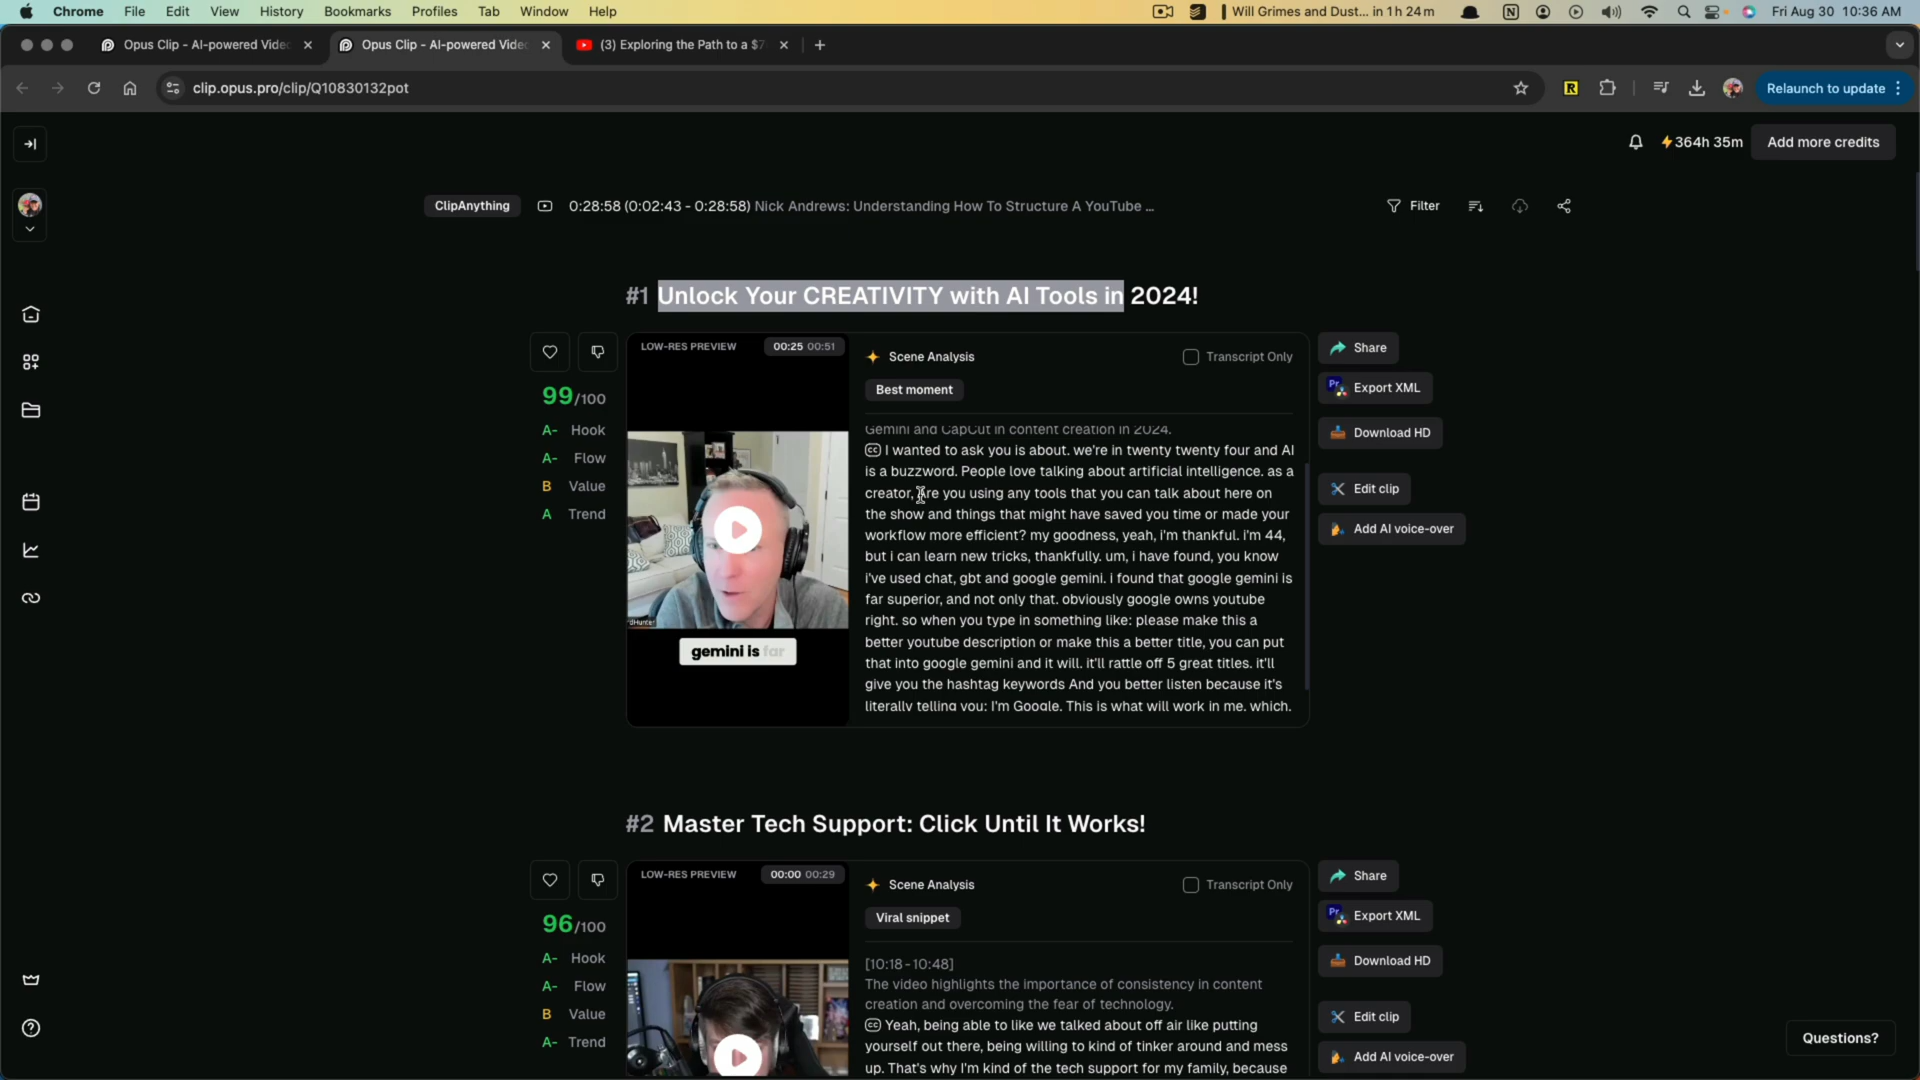 Chrome File Edit View History Bookmarks Profiles Tab Window Help
Will Grimes and Dust... in 1 h 24 m
Fri Aug 30 10:36 AM
Opus Clip - AI-powered Vide
Opus Clip - AI-powered Vide
(3) Exploring the Path to a $7
clip.opus.pro/clip/Q10830132pot
Relaunch to update
364h 35m
Add more credits
ClipAnything
0:28:58 (0:02:43 - 0:28:58) Nick Andrews: Understanding How To Structure A YouTube ...
Filter
#1 Unlock Your CREATIVITY with AI Tools in 2024!
99/100
A- Hook
A- Flow
B Value
A Trend
LOW-RES PREVIEW
00:25 00:51
dHunter
gemini is far
Scene Analysis
Transcript Only
Best moment
Gemini and CapCut in content creation in 2024.
cc I wanted to ask you is about. we're in twenty twenty four and AI
is a buzzword. People love talking about artificial intelligence. as a
creator, Are you using any tools that you can talk about here on
the show and things that might have saved you time or made your
workflow more efficient? my goodness, yeah, i'm thankful. i'm 44,
but i can learn new tricks, thankfully. um, i have found, you know
i've used chat, gbt and google gemini. i found that google gemini is
far superior, and not only that. obviously google owns youtube
right. so when you type in something like: please make this a
better youtube description or make this a better title, you can put
that into google gemini and it will. it'll rattle off 5 great titles. it'll
give you the hashtag keywords And you better listen because it's
literally telling you: I'm Google. This is what will work in me. which.
Share
Pr Export XML
Download HD
Edit clip
Add AI voice-over
#2 Master Tech Support: Click Until It Works!
96/100
A- Hook
A- Flow
B Value
A- Trend
LOW-RES PREVIEW
00:00 00:29
Scene Analysis
Transcript Only
Viral snippet
[10:18 - 10:48]
The video highlights the importance of consistency in content
creation and overcoming the fear of technology.
cc Yeah, being able to like we talked about off air like putting
yourself out there, being willing to kind of tinker around and mess
up. That's why I'm kind of the tech support for my family, because
Share
Pr Export XML
Download HD
Edit clip
Add AI voice-over
Questions?